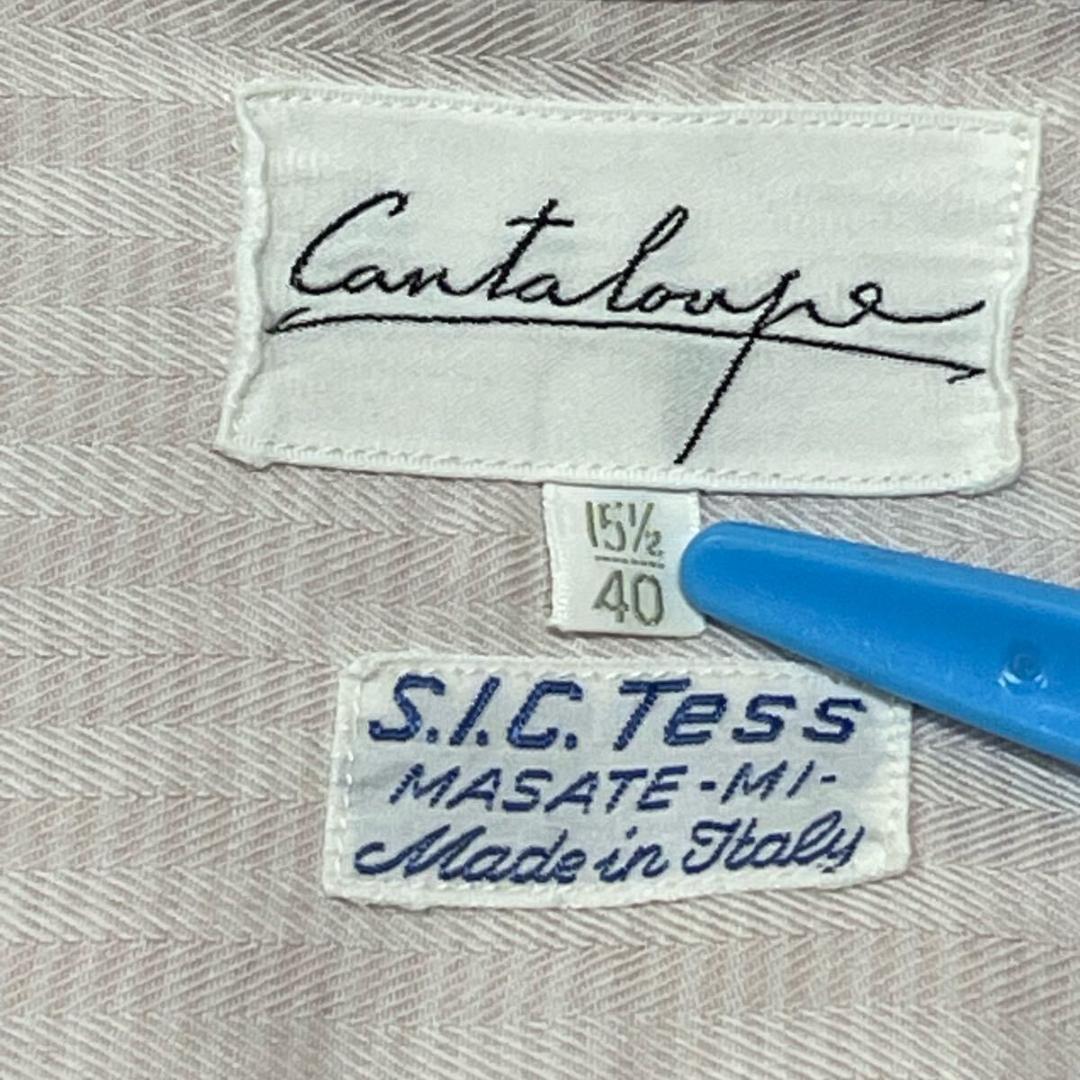 Cantaloupe
15½
40
S.I.C. Tess
MASATE -MI-
Made in Italy